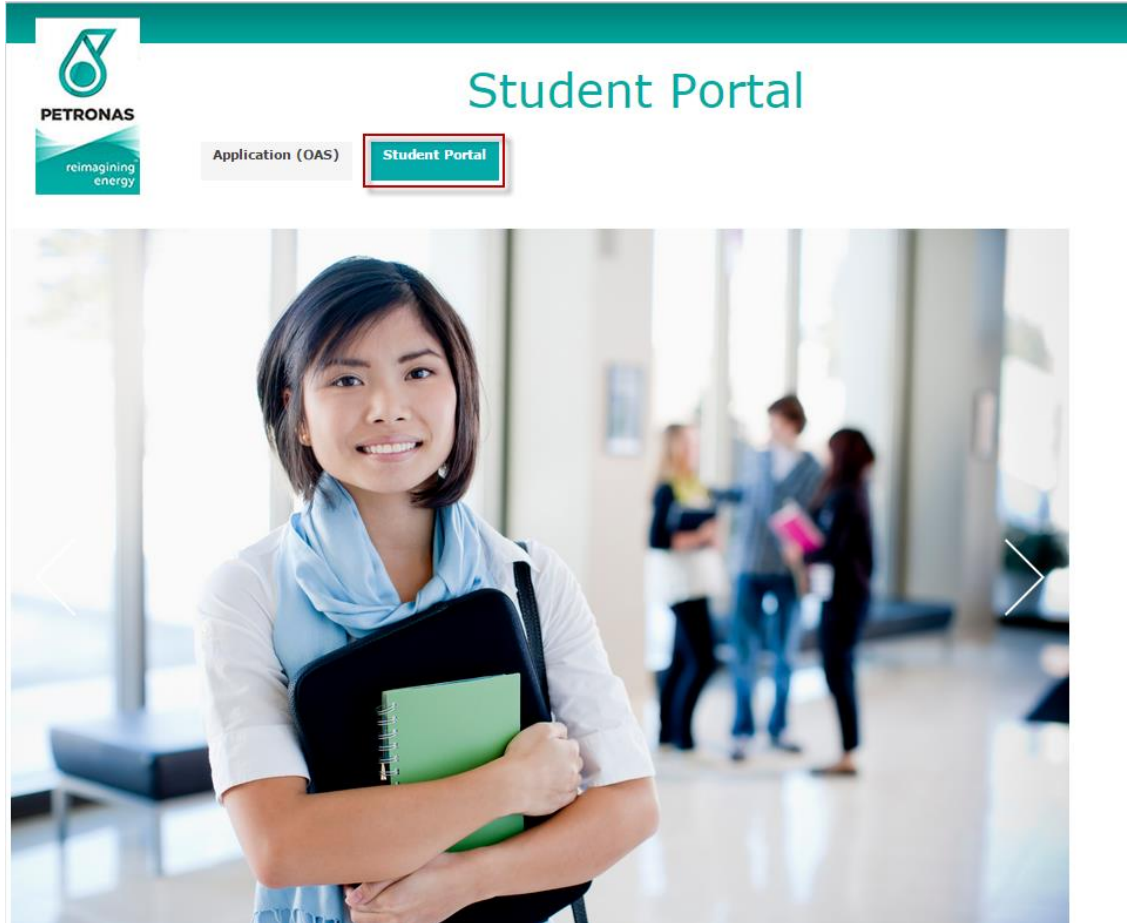 PETRONAS
reimagining
energy
Student Portal
Application (OAS)
Student Portal